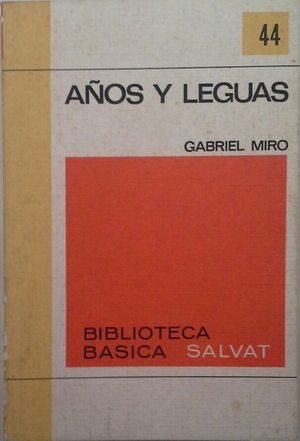 44
AÑOS Y LEGUAS
GABRIEL MIRO
BIBLIOTECA
BASICA SALVAT